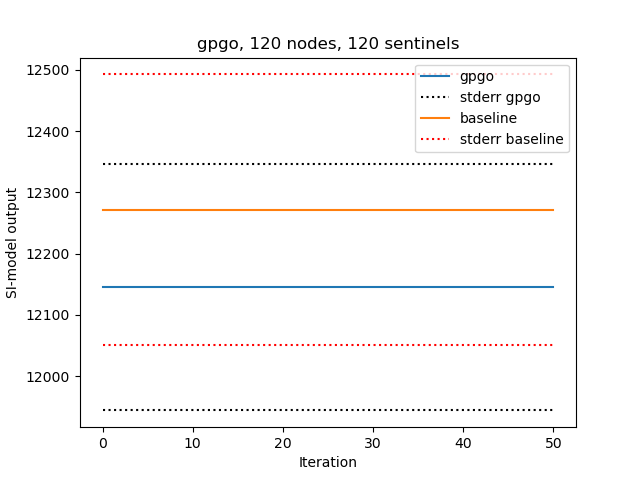 gpgo, 120 nodes, 120 sentinels
12500
12400
12300
12200
12100
12000
SI-model output
gpgo
stderr gpgo
baseline
stderr baseline
0 10 20 30 40 50
Iteration